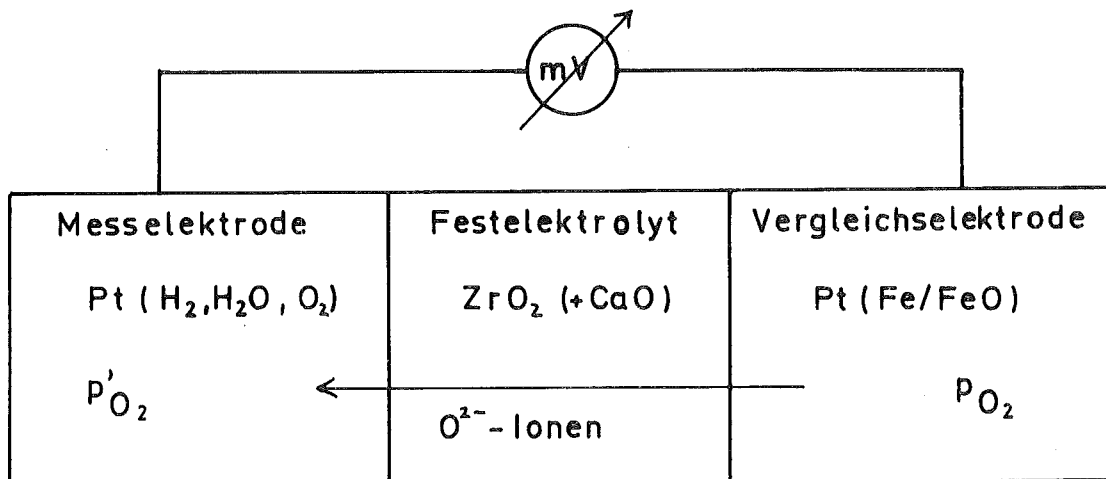 mV
Messelektrode
Pt (H₂,H₂O, O₂)
p'O₂
Festelektrolyt
ZrO₂ (+CaO)
O²⁻-Ionen
Vergleichselektrode
Pt (Fe/FeO)
pO₂